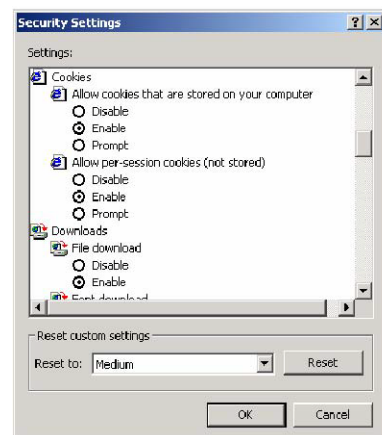 Security Settings
Settings:
Cookies
Allow cookies that are stored on your computer
Disable
Enable
Prompt
Allow per-session cookies (not stored)
Disable
Enable
Prompt
Downloads
File download
Disable
Enable
Font download
Reset custom settings
Reset to: Medium Reset
OK Cancel